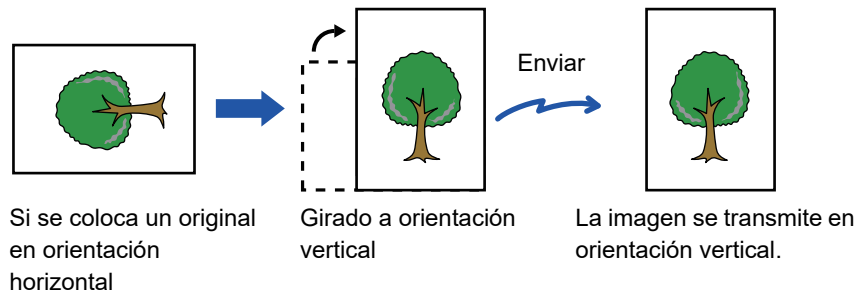 Enviar
Si se coloca un original
en orientación
horizontal
Girado a orientación
vertical
La imagen se transmite en
orientación vertical.